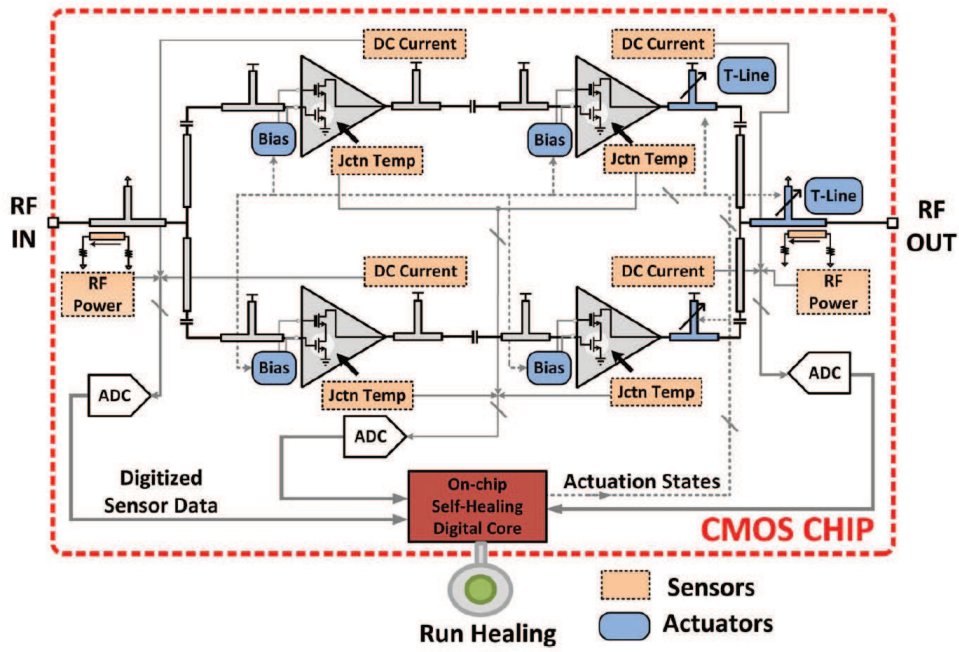 DC Current
DC Current
T-Line
Bias
Bias
Jctn Temp
Jctn Temp
RF
IN
T-Line
RF
OUT
RF
Power
DC Current
DC Current
RF
Power
Bias
Bias
Jctn Temp
Jctn Temp
ADC
ADC
ADC
Digitized
Sensor Data
On-chip
Self-Healing
Digital Core
Actuation States
CMOS CHIP
Run Healing
Sensors
Actuators